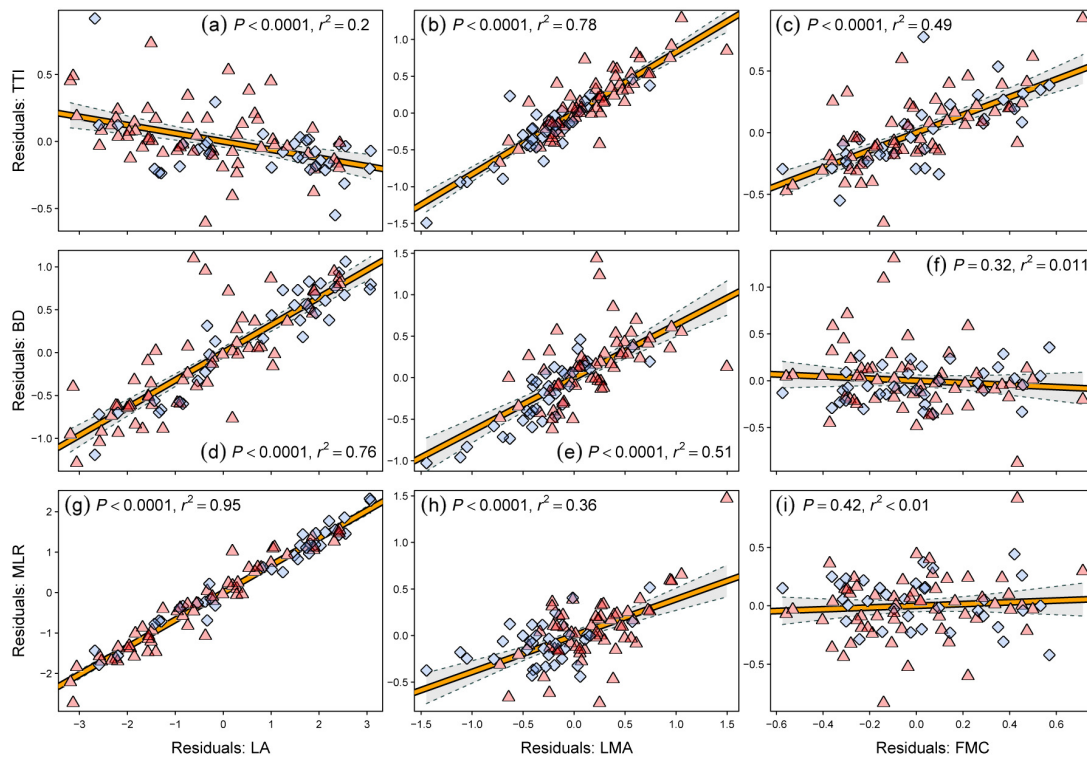 (a) P < 0.0001, r² = 0.2
(b) P < 0.0001, r² = 0.78
(c) P < 0.0001, r² = 0.49
Residuals: TTI
0.5
0.0
−0.5
1.0
0.5
0.0
−0.5
−1.0
−1.5
0.5
0.0
−0.5
(d) P < 0.0001, r² = 0.76
(e) P < 0.0001, r² = 0.51
(f) P = 0.32, r² = 0.011
Residuals: BD
1.0
0.5
0.0
−0.5
−1.0
1.5
1.0
0.5
0.0
−0.5
−1.0
1.0
0.5
0.0
−0.5
(g) P < 0.0001, r² = 0.95
(h) P < 0.0001, r² = 0.36
(i) P = 0.42, r² < 0.01
Residuals: MLR
2
1
0
−1
−2
1.5
1.0
0.5
0.0
−0.5
0.5
0.0
−0.5
−3 −2 −1 0 1 2 3
−1.5 −1.0 −0.5 0.0 0.5 1.0 1.5
−0.6 −0.4 −0.2 0.0 0.2 0.4 0.6
Residuals: LA
Residuals: LMA
Residuals: FMC